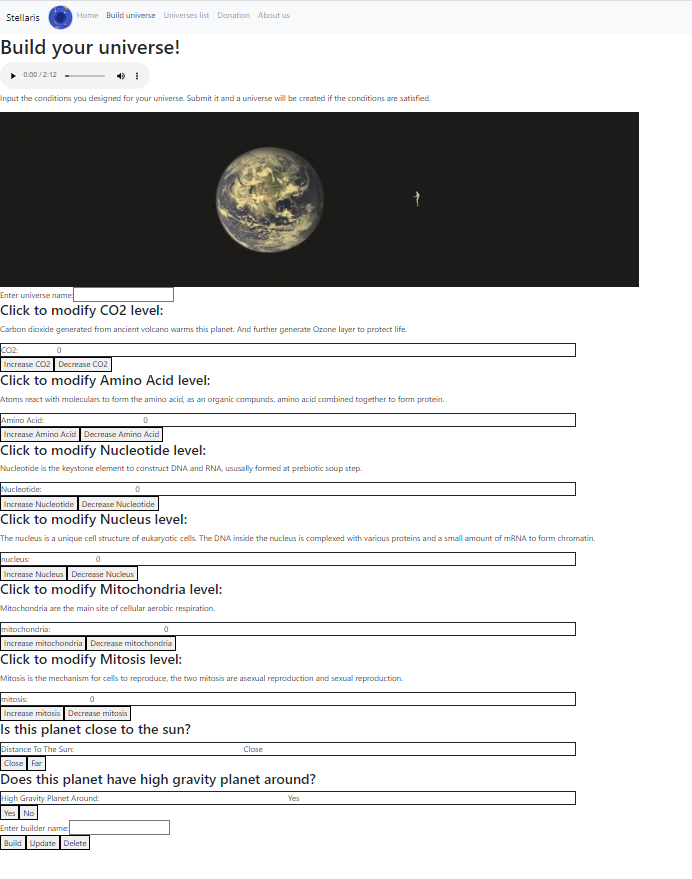 Stellaris Home Build universe Universes list Donation About us
Build your universe!
0:00 / 2:12
Input the conditions you designed for your universe. Submit it and a universe will be created if the conditions are satisfied.
Enter universe name:
Click to modify CO2 level:
Carbon dioxide generated from ancient volcano warms this planet. And further generate Ozone layer to protect life.
CO2: 0
Increase CO2 Decrease CO2
Click to modify Amino Acid level:
Atoms react with moleculars to form the amino acid, as an organic compunds, amino acid combined together to form protein.
Amino Acid: 0
Increase Amino Acid Decrease Amino Acid
Click to modify Nucleotide level:
Nucleotide is the keystone element to construct DNA and RNA, ususally formed at prebiotic soup step.
Nucleotide: 0
Increase Nucleotide Decrease Nucleotide
Click to modify Nucleus level:
The nucleus is a unique cell structure of eukaryotic cells. The DNA inside the nucleus is complexed with various proteins and a small amount of mRNA to form chromatin.
nucleus: 0
Increase Nucleus Decrease Nucleus
Click to modify Mitochondria level:
Mitochondria are the main site of cellular aerobic respiration.
mitochondria: 0
Increase mitochondria Decrease mitochondria
Click to modify Mitosis level:
Mitosis is the mechanism for cells to reproduce, the two mitosis are asexual reproduction and sexual reproduction.
mitosis: 0
Increase mitosis Decrease mitosis
Is this planet close to the sun?
Distance To The Sun: Close
Close Far
Does this planet have high gravity planet around?
High Gravity Planet Around: Yes
Yes No
Enter builder name:
Build Update Delete